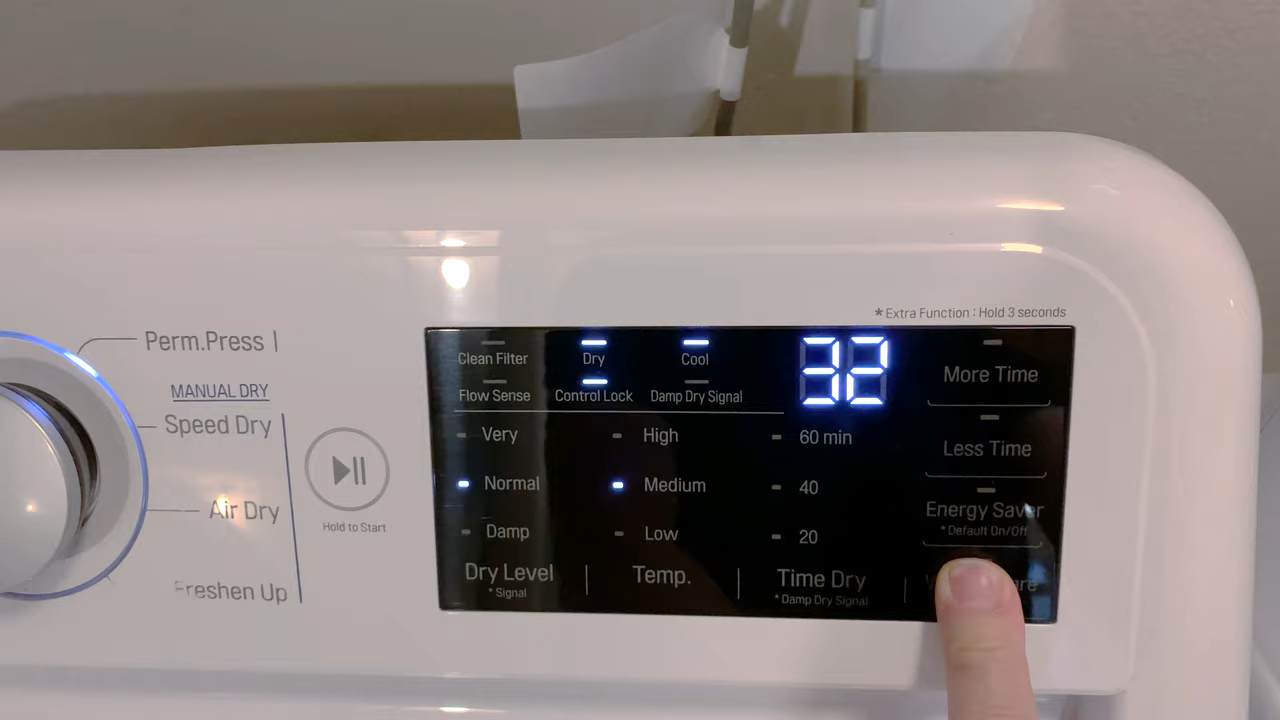 Perm.Press
MANUAL DRY
Speed Dry
Air Dry
Freshen Up
Hold to Start
*Extra Function : Hold 3 seconds
Clean Filter Dry Cool
Flow Sense Control Lock Damp Dry Signal
32
Very High 60 min
Normal Medium 40
Damp Low 20
Dry Level Temp. Time Dry
*Signal *Damp Dry Signal
More Time
Less Time
Energy Saver
*Default On/Off